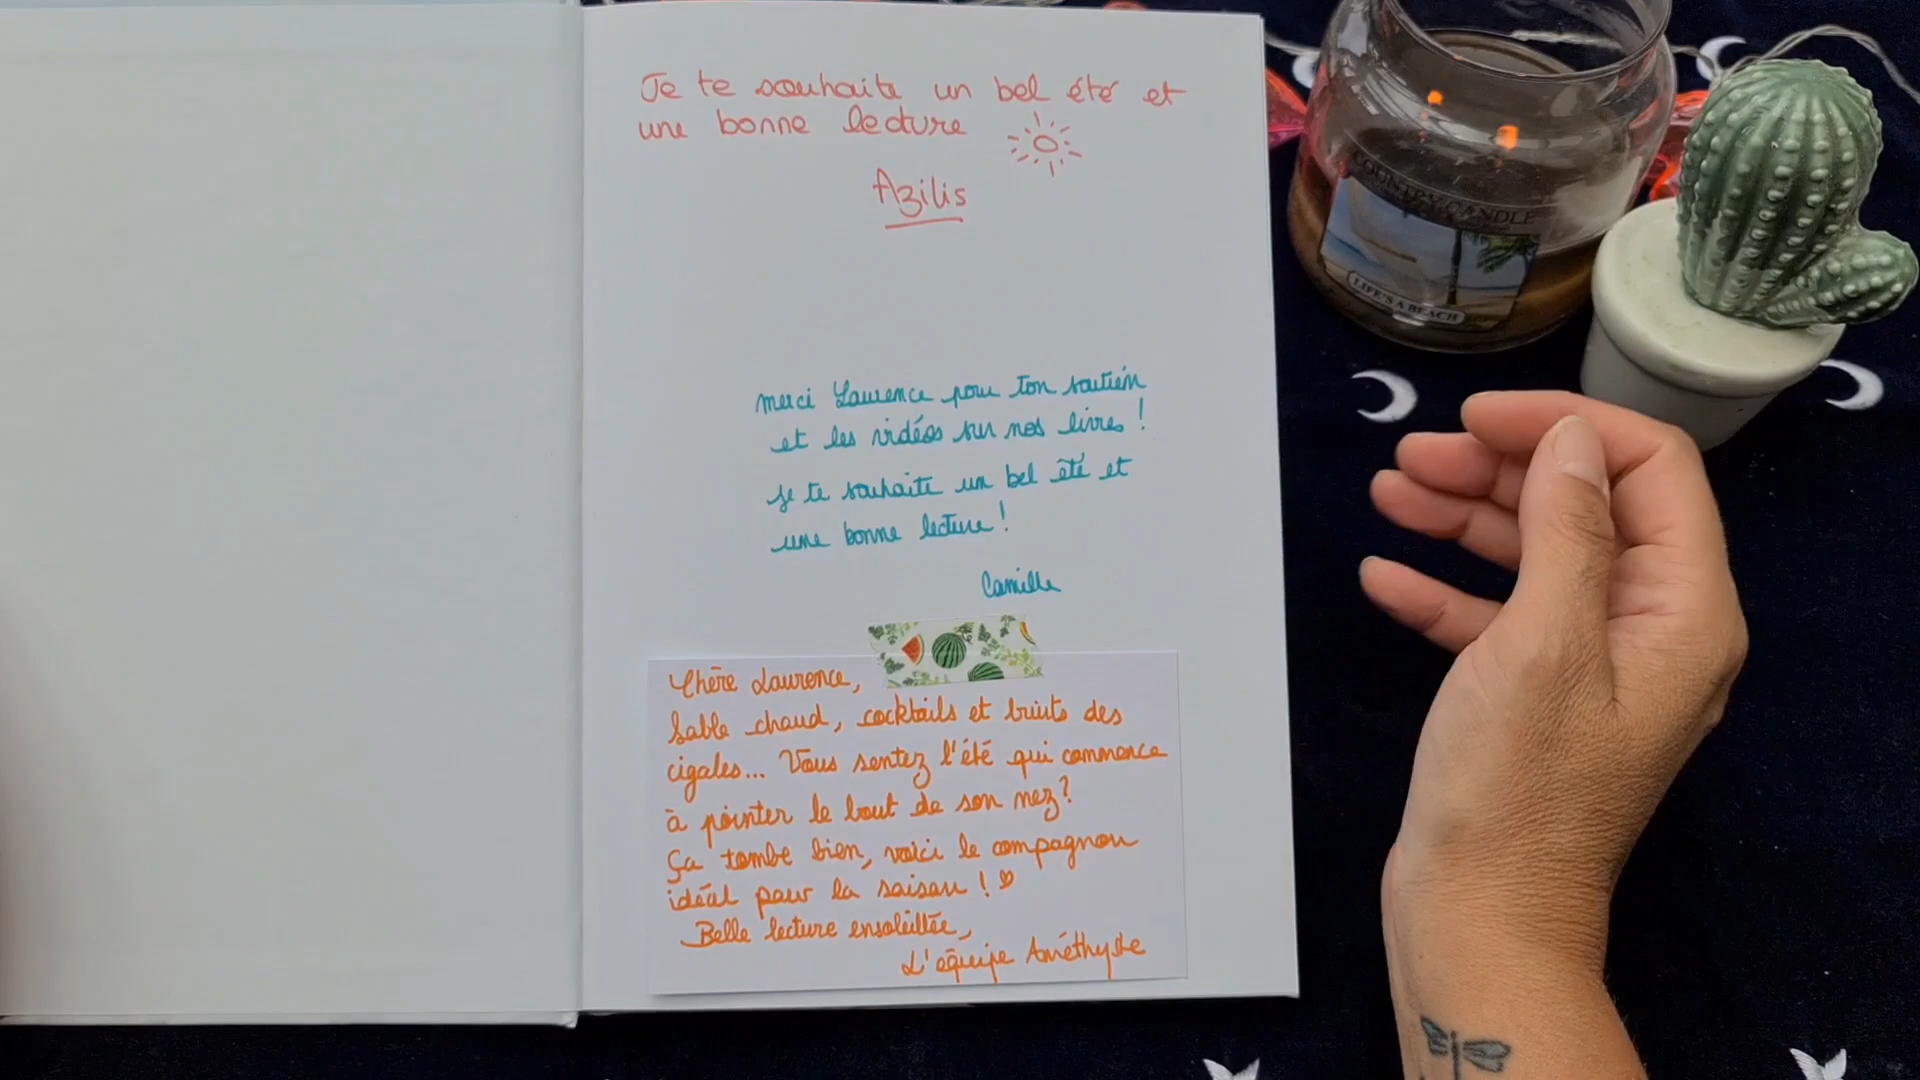 Je te souhaite un bel été et
une bonne lecture
Azilis
merci Laurence pour ton soutien
et les vidéos sur nos livres !
je te souhaite un bel été et
une bonne lecture !
Camille
Chère Laurence,
Sable chaud, cocktails et bruits des
cigales... Vous sentez l'été qui commence
à pointer le bout de son nez ?
Ça tombe bien, voici le compagnon
idéal pour la saison !
Belle lecture ensoleillée,
L'équipe Améthyste
COUNTRY CANDLE
LIFE'S A BEACH